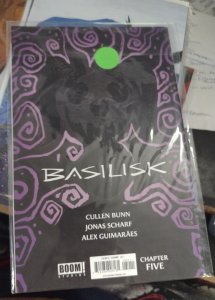 BASILISK
CULLEN BUNN
JONAS SCHARF
ALEX GUIMARÃES
BOOM!
STUDIOS
CHAPTER
FIVE